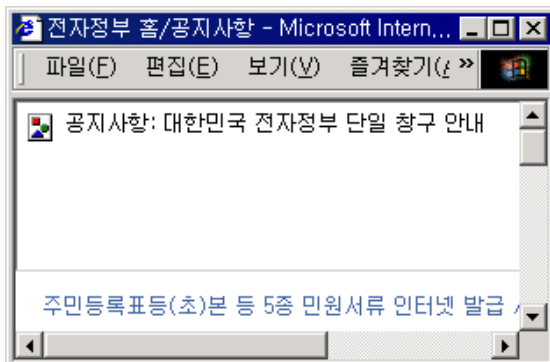 전자정부 홈/공지사항 - Microsoft Intern...
파일(F) 편집(E) 보기(V) 즐겨찾기( »
공지사항: 대한민국 전자정부 단일 창구 안내
주민등록표등(초)본 등 5종 민원서류 인터넷 발급